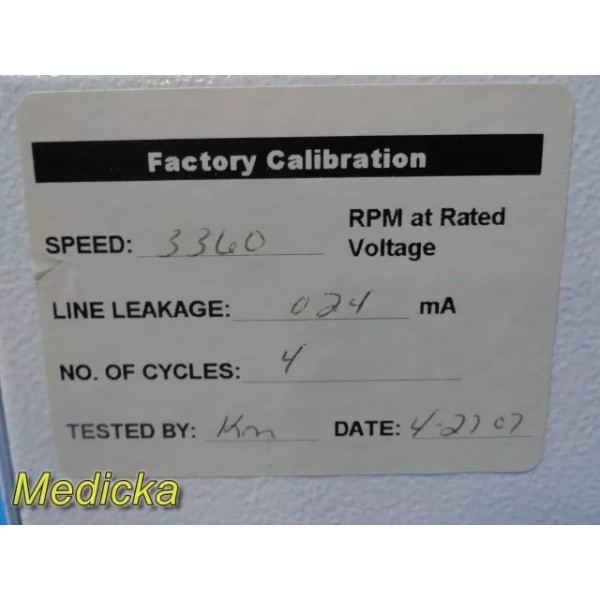 Factory Calibration
SPEED: 3360 RPM at Rated Voltage
LINE LEAKAGE: 024 mA
NO. OF CYCLES: 4
TESTED BY: Km DATE: 4-27 07
Medicka